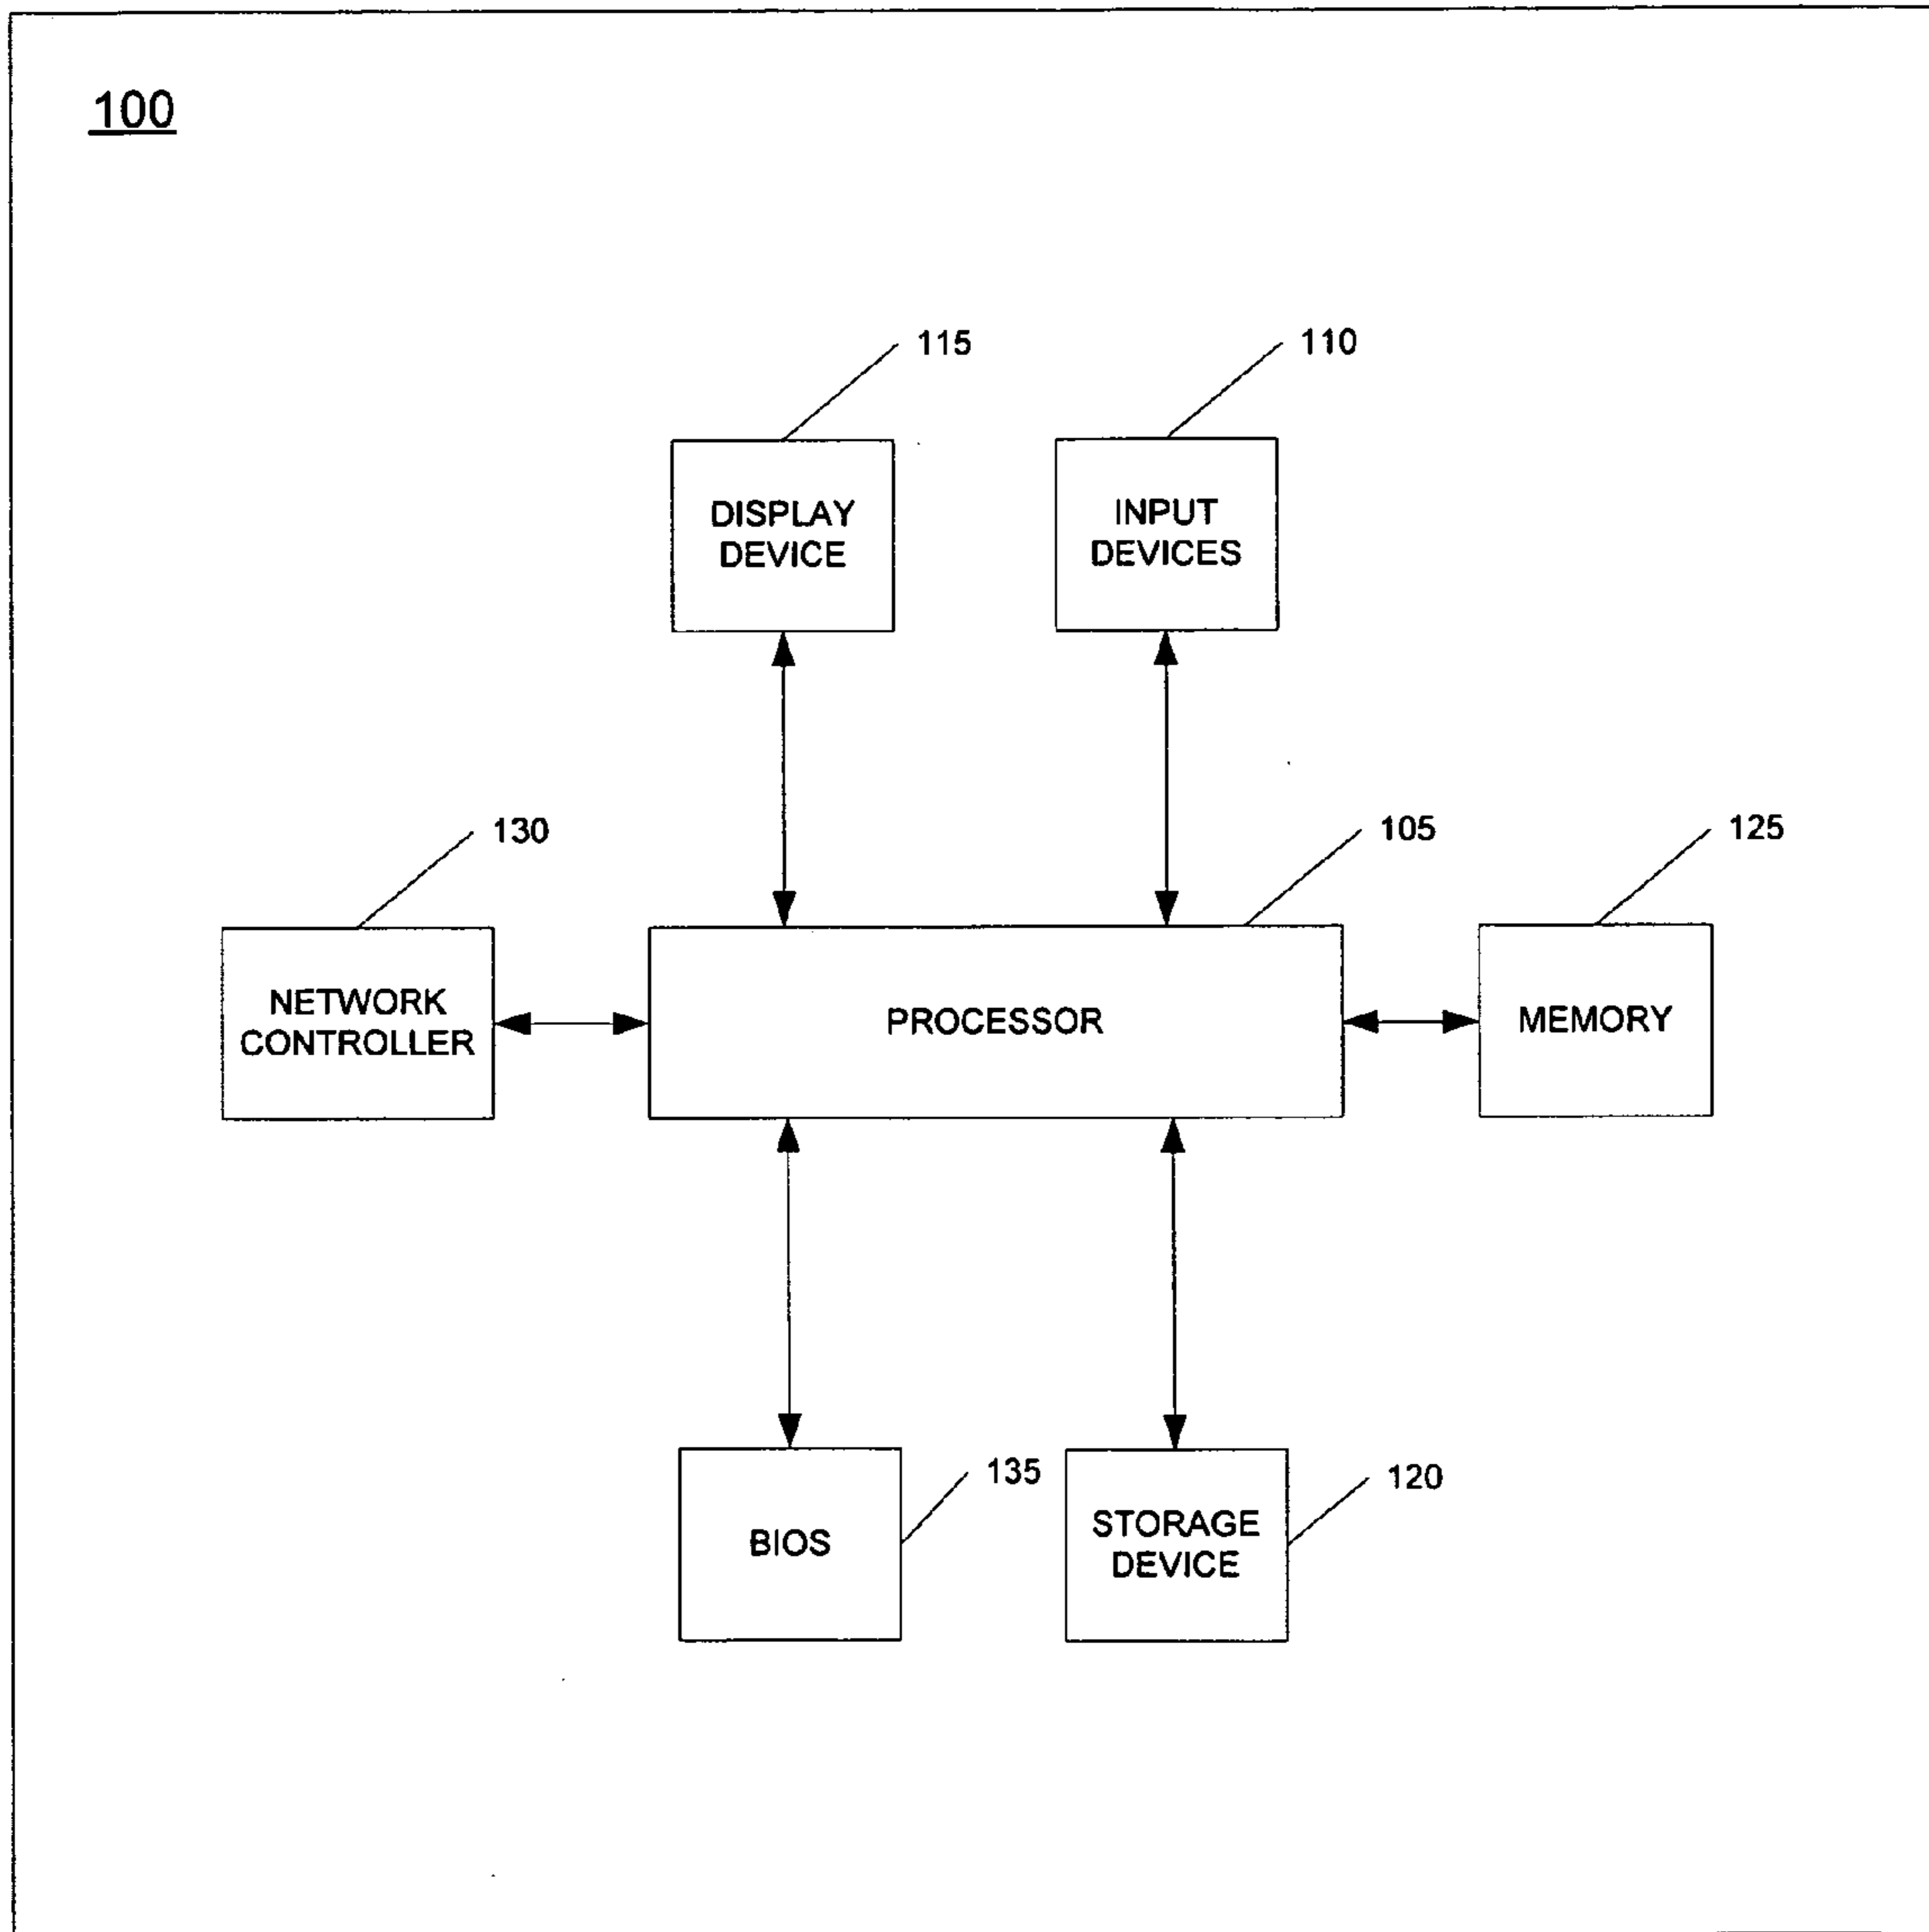 100
115
110
DISPLAY
DEVICE
INPUT
DEVICES
130
105
125
NETWORK
CONTROLLER
PROCESSOR
MEMORY
135
120
BIOS
STORAGE
DEVICE